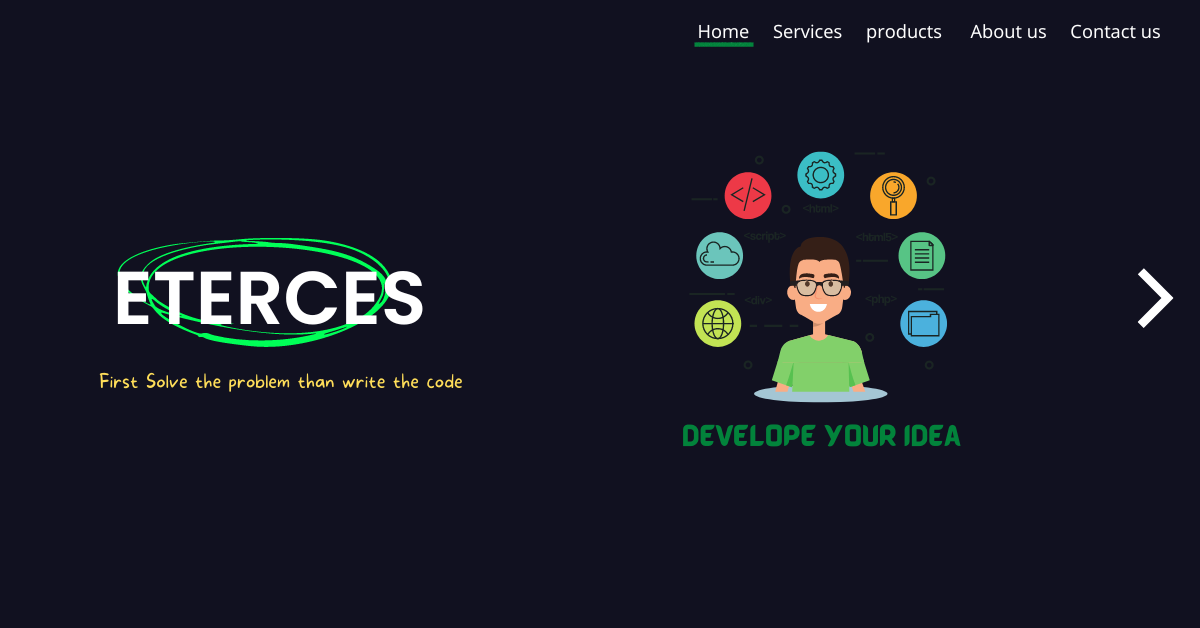 Home Services products About us Contact us
<html>
<script> <html5>
ETERCES
<div> <php>
First Solve the problem than write the code
DEVELOPE YOUR IDEA